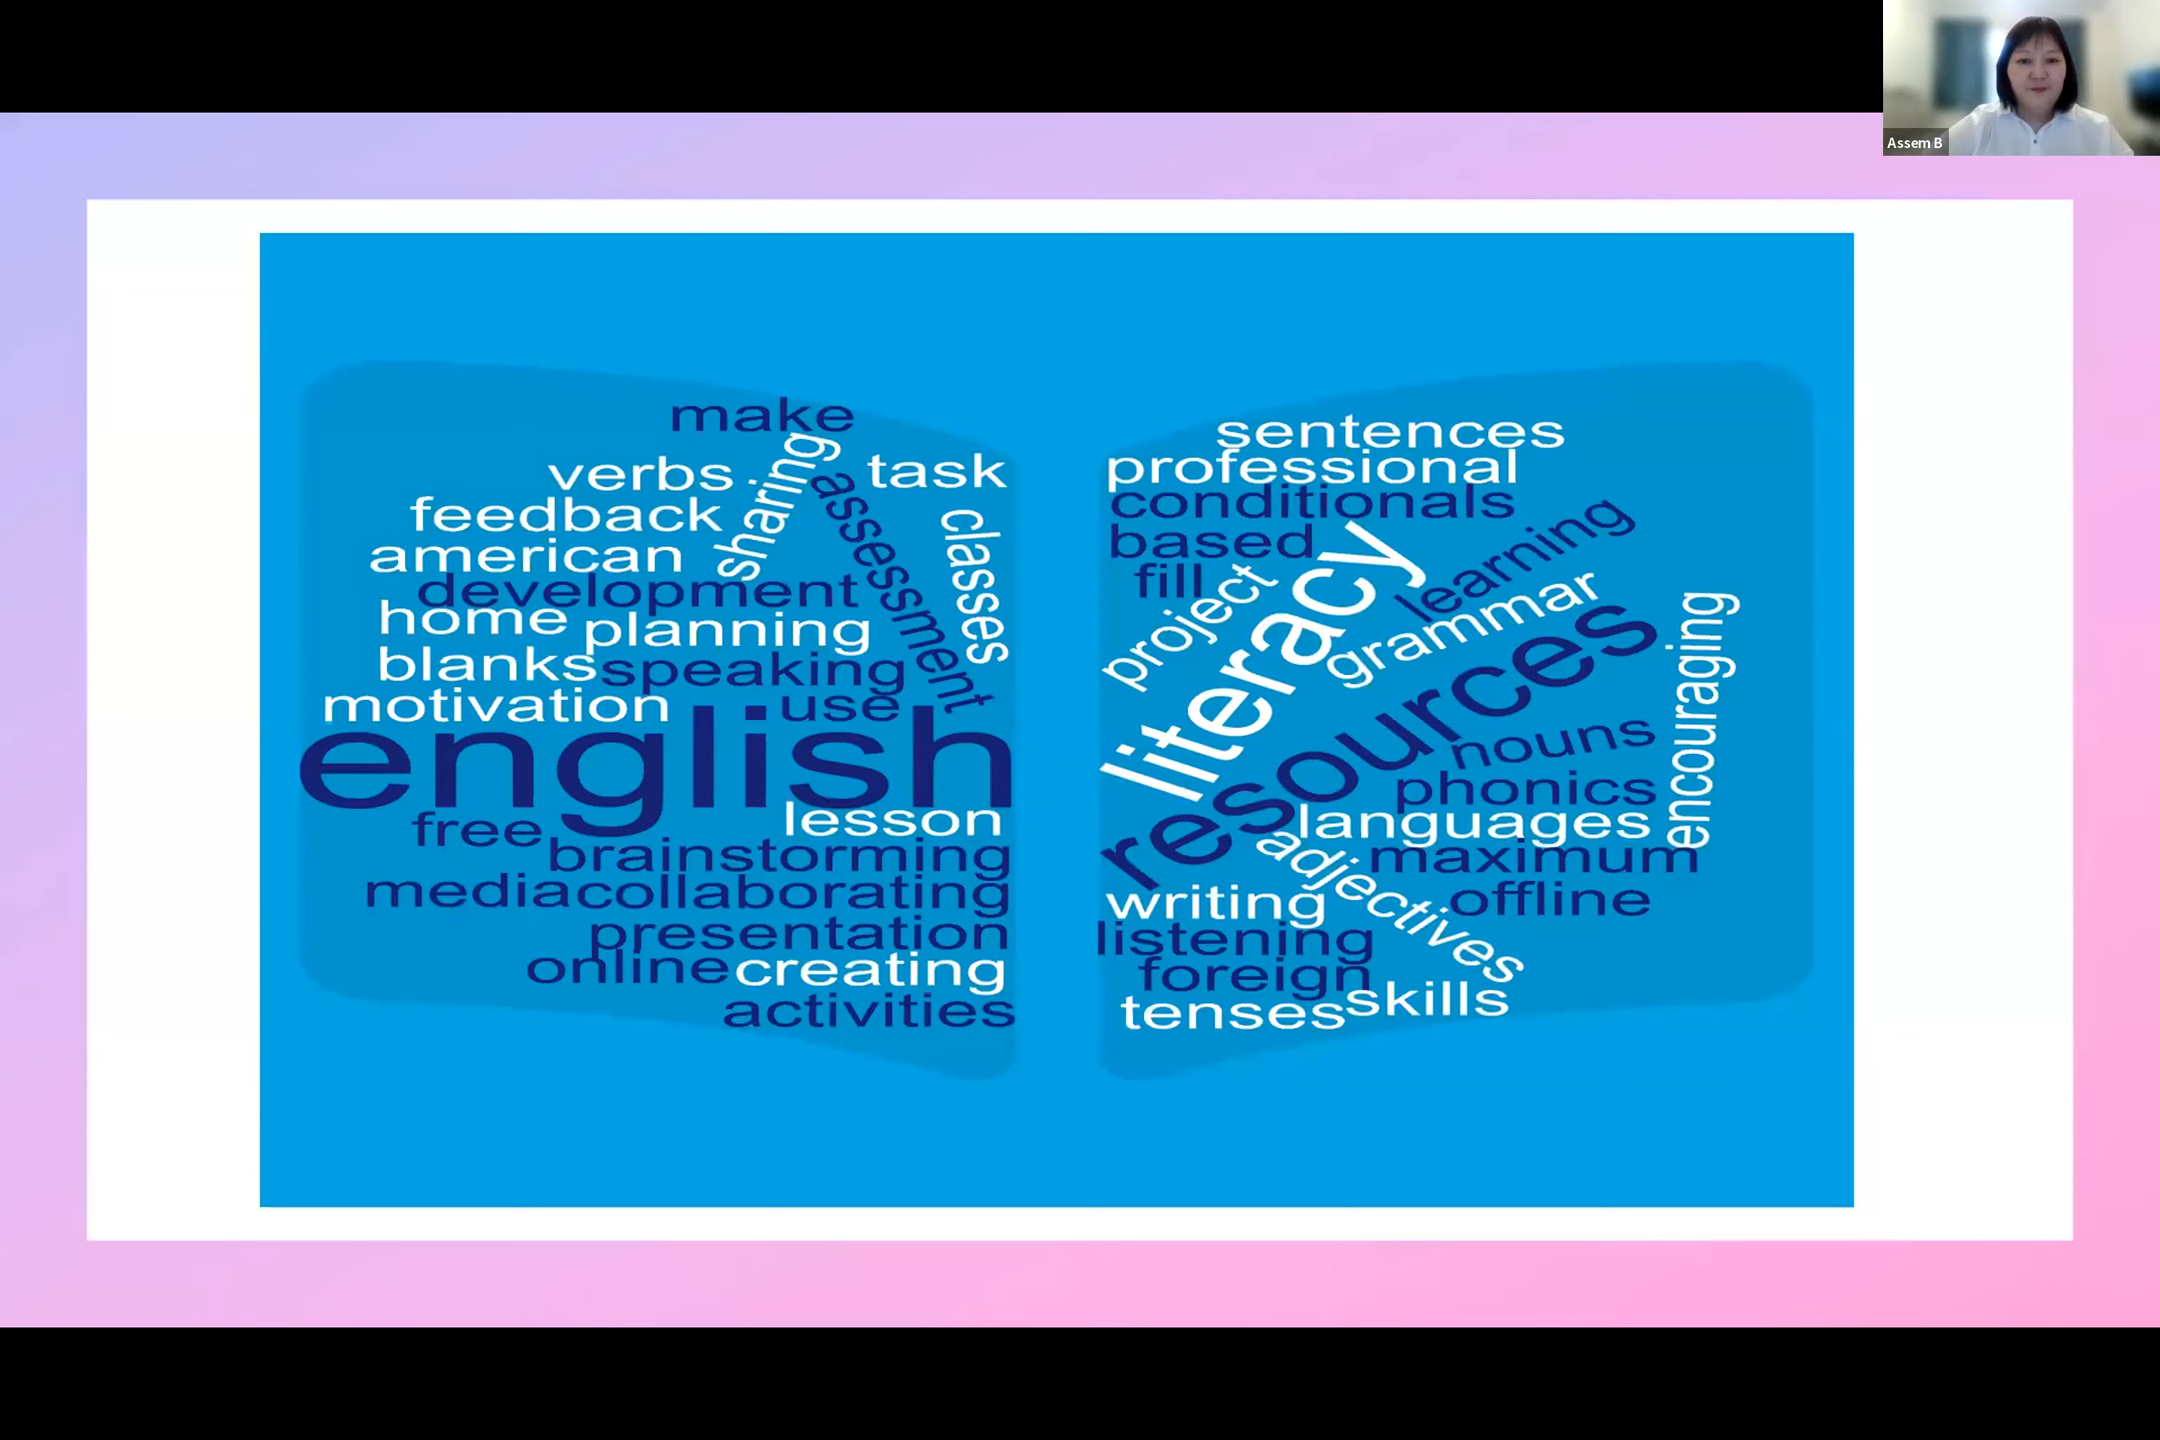 Assem B
make
sharing
verbs
task
feedback
assessment
classes
american
development
home planning
blanks speaking
motivation use
english
lesson
free
brainstorming
media collaborating
presentation
online creating
activities
sentences
professional
conditionals
based
fill
project
literacy
learning
grammar
resources
encouraging
nouns
phonics
languages
maximum
adjectives
offline
writing
listening
foreign
tenses skills